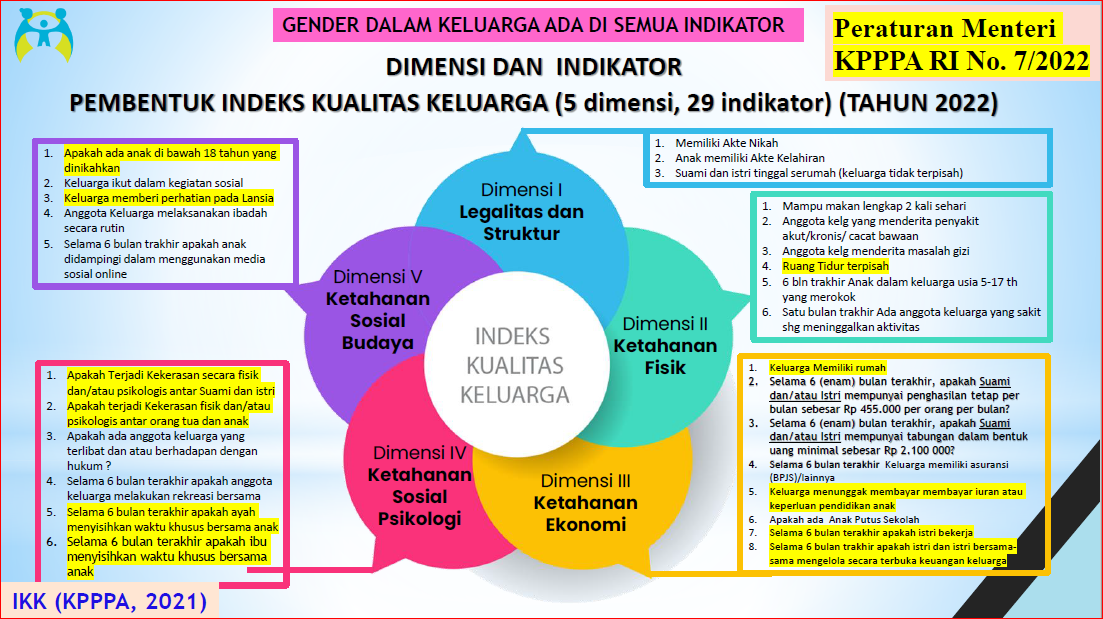 GENDER DALAM KELUARGA ADA DI SEMUA INDIKATOR
Peraturan Menteri
KPPPA RI No. 7/2022
DIMENSI DAN INDIKATOR
PEMBENTUK INDEKS KUALITAS KELUARGA (5 dimensi, 29 indikator) (TAHUN 2022)
1. Apakah ada anak di bawah 18 tahun yang
dinikahkan
2. Keluarga ikut dalam kegiatan sosial
3. Keluarga memberi perhatian pada Lansia
4. Anggota Keluarga melaksanakan ibadah
secara rutin
5. Selama 6 bulan trakhir apakah anak
didampingi dalam menggunakan media
sosial online
1. Memiliki Akte Nikah
2. Anak memiliki Akte Kelahiran
3. Suami dan istri tinggal serumah (keluarga tidak terpisah)
1. Mampu makan lengkap 2 kali sehari
2. Anggota kelg yang menderita penyakit
akut/kronis/ cacat bawaan
3. Anggota kelg menderita masalah gizi
4. Ruang Tidur terpisah
5. 6 bln trakhir Anak dalam keluarga usia 5-17 th
yang merokok
6. Satu bulan trakhir Ada anggota keluarga yang sakit
shg meninggalkan aktivitas
Dimensi I
Legalitas dan
Struktur
Dimensi V
Ketahanan
Sosial
Budaya
INDEKS
KUALITAS
KELUARGA
Dimensi II
Ketahanan
Fisik
Dimensi IV
Ketahanan
Sosial
Psikologi
Dimensi III
Ketahanan
Ekonomi
1. Apakah Terjadi Kekerasan secara fisik
dan/atau psikologis antar Suami dan istri
2. Apakah terjadi Kekerasan fisik dan/atau
psikologis antar orang tua dan anak
3. Apakah ada anggota keluarga yang
terlibat dan atau berhadapan dengan
hukum ?
4. Selama 6 bulan terakhir apakah anggota
keluarga melakukan rekreasi bersama
5. Selama 6 bulan terakhir apakah ayah
menyisihkan waktu khusus bersama anak
6. Selama 6 bulan terakhir apakah ibu
menyisihkan waktu khusus bersama
anak
1. Keluarga Memiliki rumah
2. Selama 6 (enam) bulan terakhir, apakah Suami
dan/atau Istri mempunyai penghasilan tetap per
bulan sebesar Rp 455.000 per orang per bulan?
3. Selama 6 (enam) bulan terakhir, apakah Suami
dan/atau Istri mempunyai tabungan dalam bentuk
uang minimal sebesar Rp 2.100 000?
4. Selama 6 bulan terakhir Keluarga memiliki asuransi
(BPJS)/lainnya
5. Keluarga menunggak membayar membayar iuran atau
keperluan pendidikan anak
6. Apakah ada Anak Putus Sekolah
7. Selama 6 bulan terakhir apakah istri bekerja
8. Selama 6 bulan trakhir apakah istri dan istri bersama-
sama mengelola secara terbuka keuangan keluarga
IKK (KPPPA, 2021)